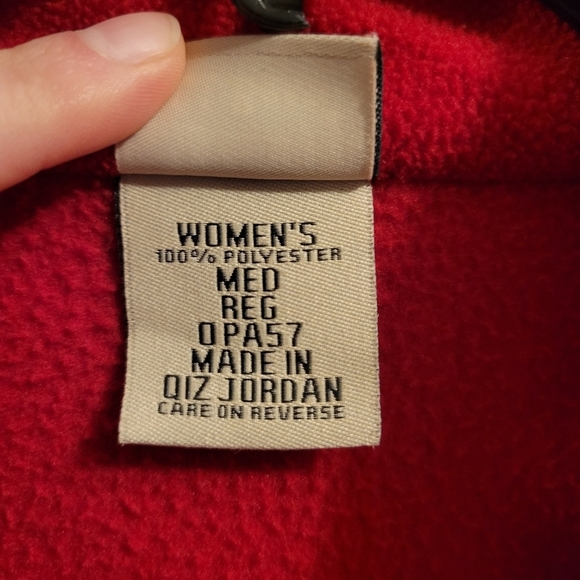 WOMEN'S
100% POLYESTER
MED
REG
0PA57
MADE IN
QIZ JORDAN
CARE ON REVERSE